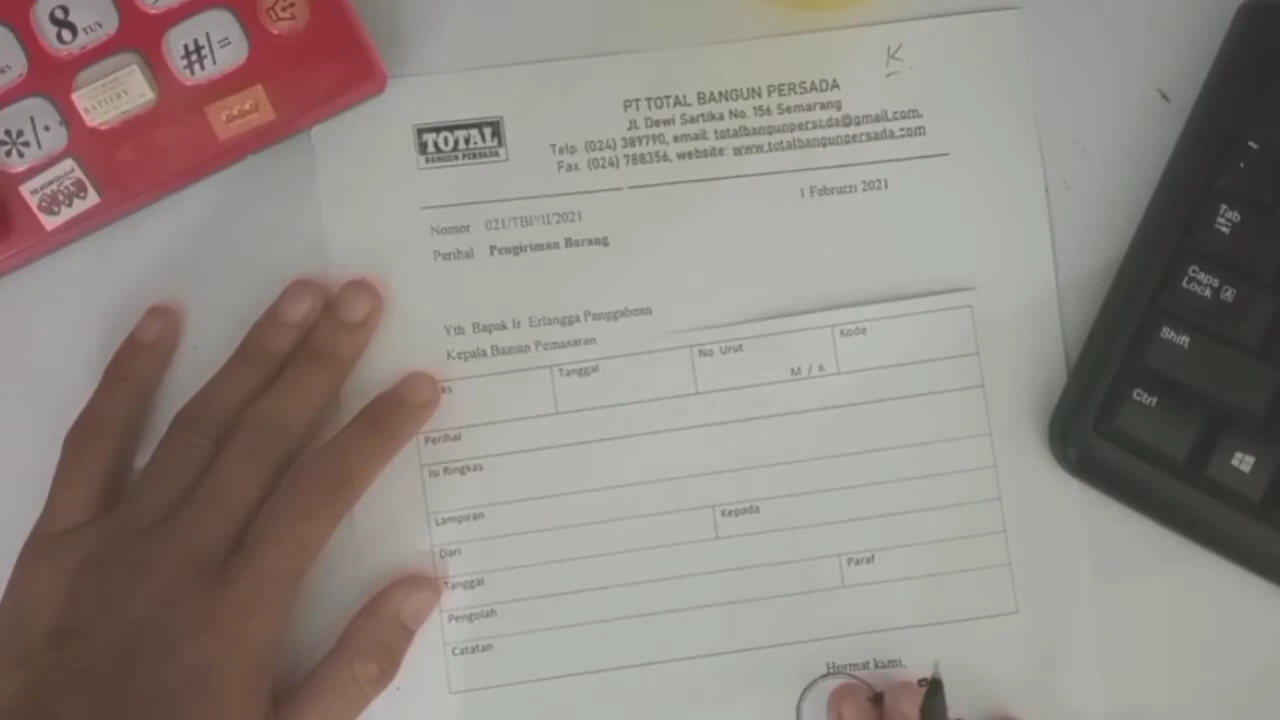 8 TUV
#/=
BATTERY
*/·
K
TOTAL
BANGUN PERSADA
PT TOTAL BANGUN PERSADA
Jl. Dewi Sartika No. 156 Semarang
Telp. (024) 389790, email: totalbangunpersada@gmail.com.
Fax. (024) 788356, website: www.totalbangunpersada.com
1 Februari 2021
Nomor 021/TBP/II/2021
Perihal Pengiriman Barang
Yth Bapak Ir Erlangga Panggabean
Kepala Bagian Pemasaran
ks Tanggal No Urut M / K Kode
Perihal
Isi Ringkas
Lampiran
Dari Kepada
Tanggal
Pengolah Paraf
Catatan
Hormat kami,
Tab
Caps Lock A
Shift
Ctrl